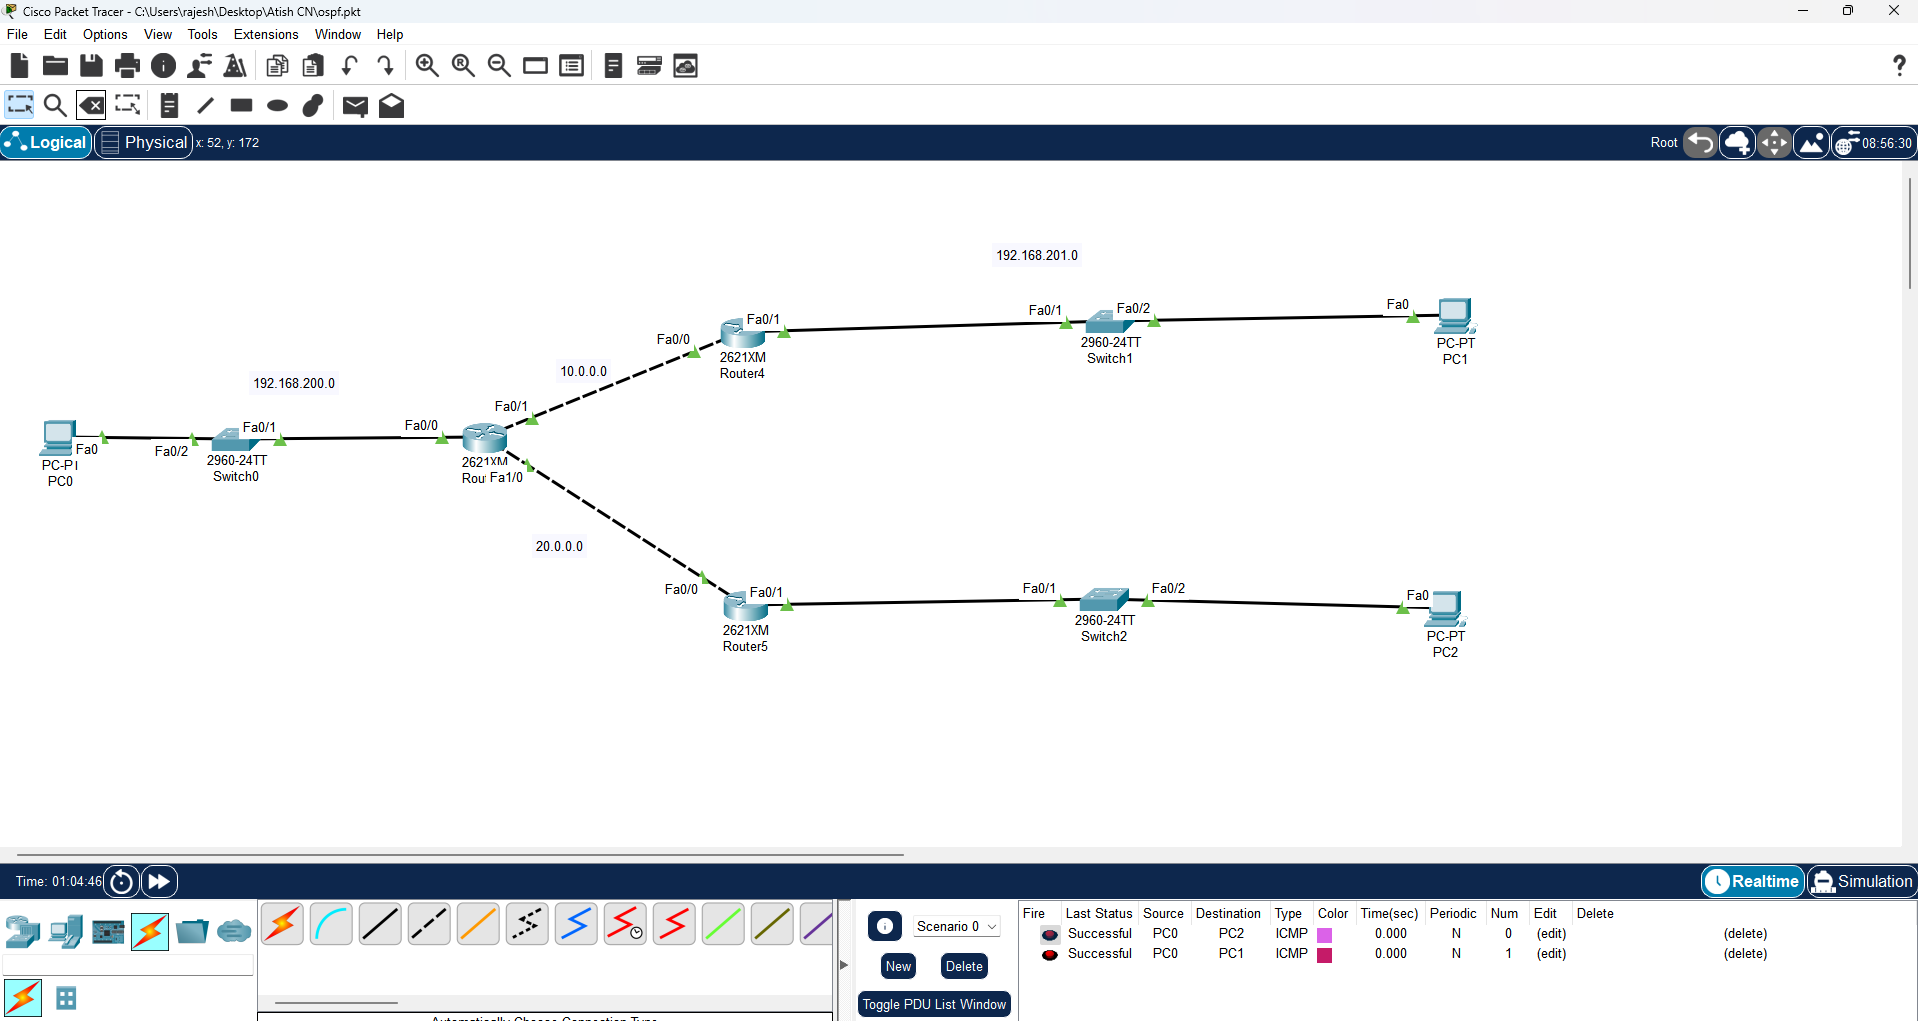 Cisco Packet Tracer - C:\Users\rajesh\Desktop\Atish CN\ospf.pkt
File Edit Options View Tools Extensions Window Help
Logical Physical x: 52, y: 172 Root 08:56:30
192.168.201.0
Fa0/1 Fa0/1 Fa0/2 Fa0
Fa0/0
2621XM
Router4
2960-24TT
Switch1
PC-PT
PC1
10.0.0.0
192.168.200.0
Fa0/1
Fa0 Fa0/2 Fa0/1 Fa0/0
PC-PT
PC0
2960-24TT
Switch0
2621XM
Rou Fa1/0
20.0.0.0
Fa0/0 Fa0/1 Fa0/1 Fa0/2 Fa0
2621XM
Router5
2960-24TT
Switch2
PC-PT
PC2
Time: 01:04:46 Realtime Simulation
Scenario 0
New Delete
Toggle PDU List Window
Fire Last Status Source Destination Type Color Time(sec) Periodic Num Edit Delete
Successful PC0 PC2 ICMP 0.000 N 0 (edit) (delete)
Successful PC0 PC1 ICMP 0.000 N 1 (edit) (delete)
Automatically Choose Connection Type